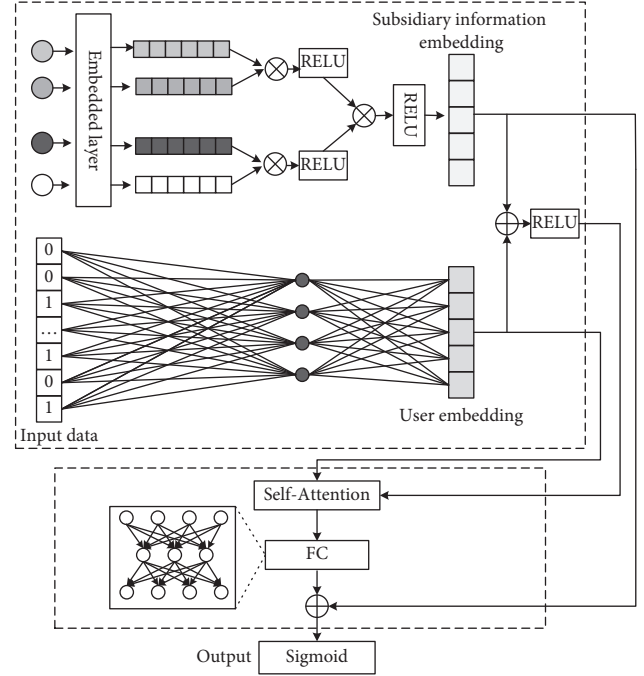 Subsidiary information
embedding
Embedded layer
RELU
RELU
RELU
RELU
0
0
1
...
1
0
1
Input data
User embedding
Self-Attention
FC
Output
Sigmoid